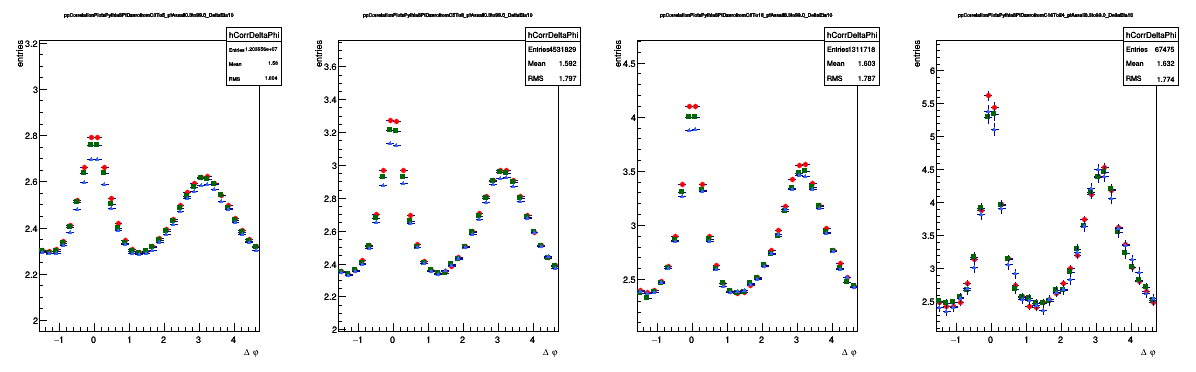 hCorrDeltaPhi
Entries 1.203956e+07
Mean 1.58
RMS 1.804
entries
3.2
3
2.8
2.6
2.4
2.2
2
−1 0 1 2 3 4
Δ φ
hCorrDeltaPhi
Entries 4531829
Mean 1.592
RMS 1.797
entries
3.6
3.4
3.2
3
2.8
2.6
2.4
2.2
2
−1 0 1 2 3 4
Δ φ
hCorrDeltaPhi
Entries 1311718
Mean 1.603
RMS 1.787
entries
4.5
4
3.5
3
2.5
−1 0 1 2 3 4
Δ φ
hCorrDeltaPhi
Entries 67475
Mean 1.632
RMS 1.774
entries
6
5.5
5
4.5
4
3.5
3
2.5
−1 0 1 2 3 4
Δ φ